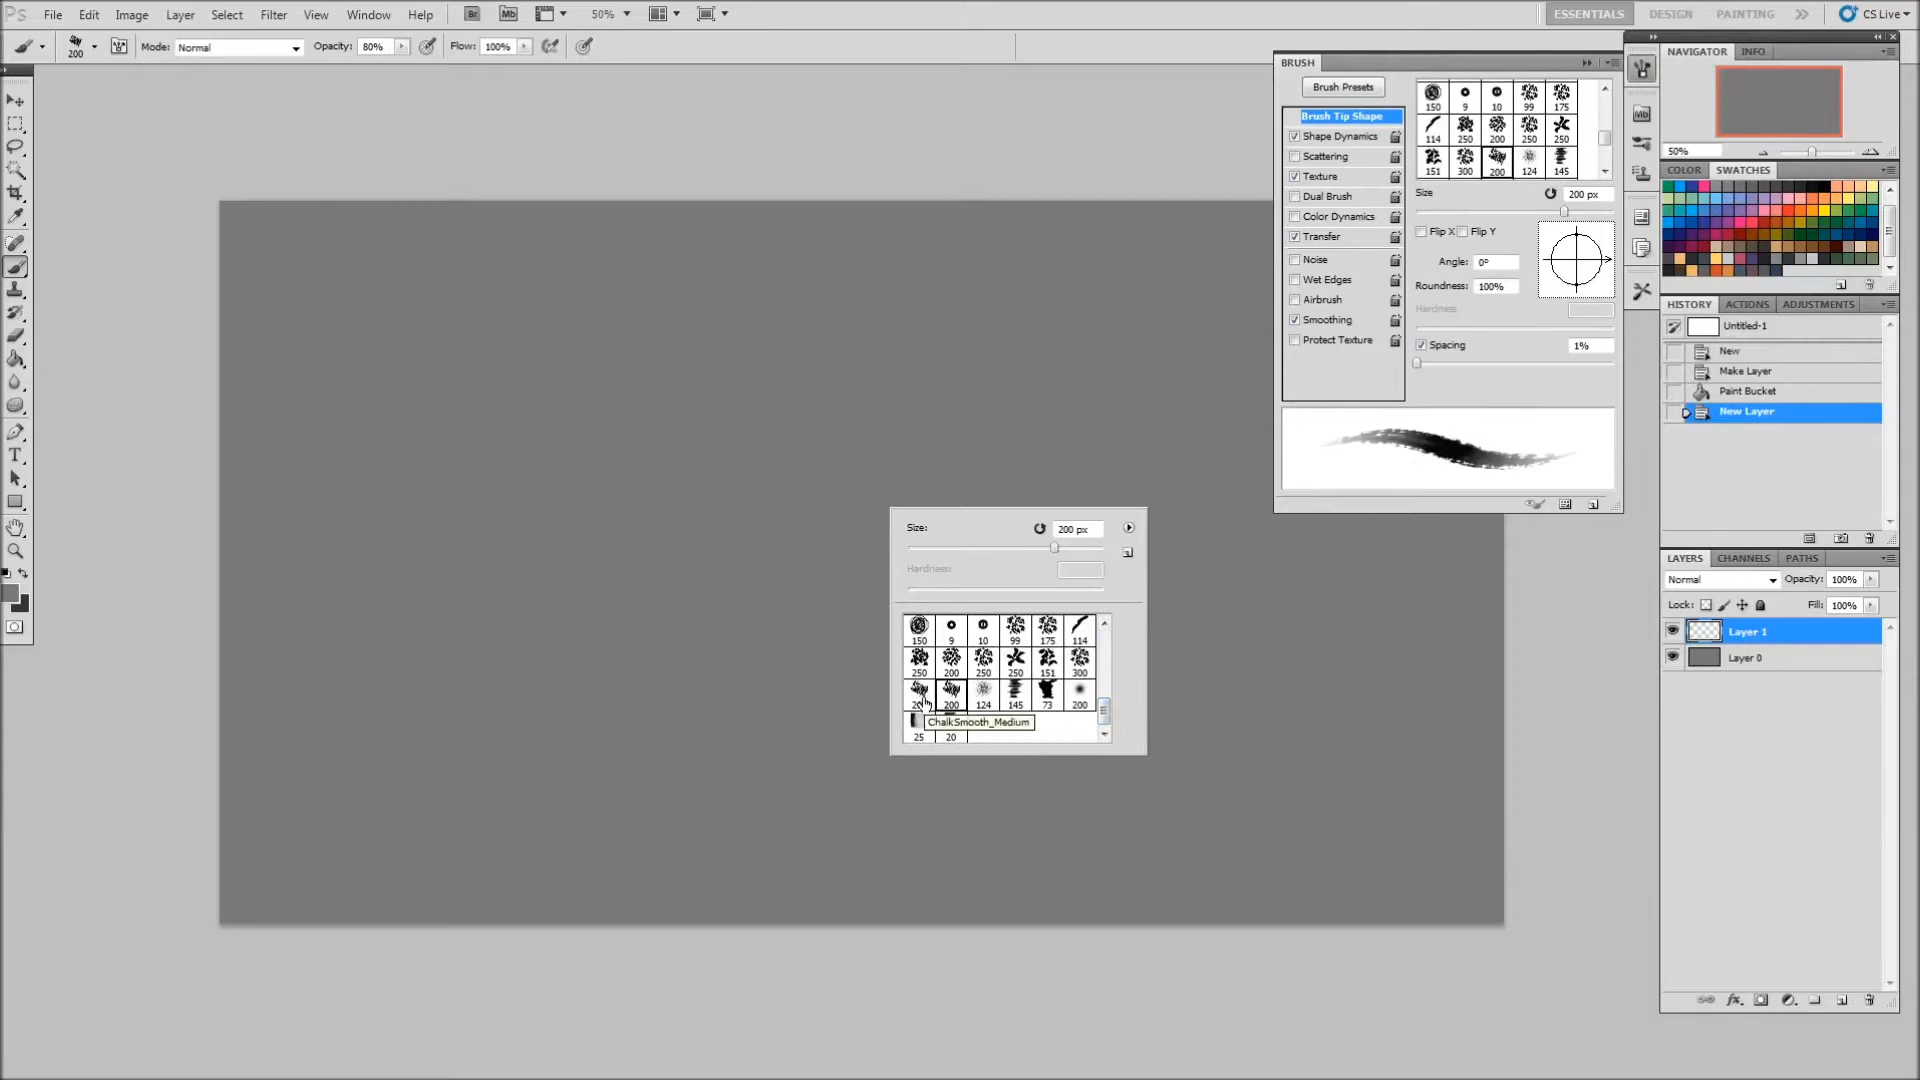 Ps File Edit Image Layer Select Filter View Window Help Br Mb 50% ESSENTIALS DESIGN PAINTING CS Live
200 Mode: Normal Opacity: 80% Flow: 100%
BRUSH
Brush Presets
Brush Tip Shape
Shape Dynamics
Scattering
Texture
Dual Brush
Color Dynamics
Transfer
Noise
Wet Edges
Airbrush
Smoothing
Protect Texture
150 9 10 99 175
114 250 200 250 250
151 300 200 124 145
Size 200 px
Flip X Flip Y
Angle: 0°
Roundness: 100%
Hardness
Spacing 1%
Size: 200 px
Hardness:
150 9 10 99 175 114
250 200 250 250 151 300
200 124 145 73 200
ChalkSmooth_Medium
25 20
Mb
NAVIGATOR INFO
50%
COLOR SWATCHES
HISTORY ACTIONS ADJUSTMENTS
Untitled-1
New
Make Layer
Paint Bucket
New Layer
LAYERS CHANNELS PATHS
Normal Opacity: 100%
Lock: Fill: 100%
Layer 1
Layer 0
fx
T